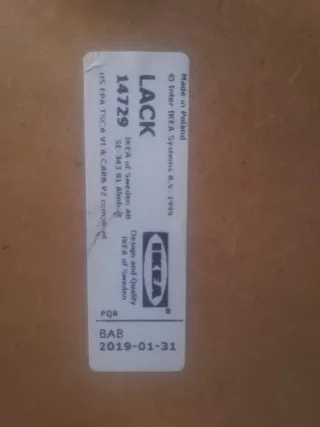 Made in Poland
© Inter IKEA Systems B.V. 1999
LACK
14729
IKEA of Sweden AB
SE-343 81 Älmhult
US EPA TSCA VI & CARB P2 compliant
Design and Quality
IKEA of Sweden
IKEA®
PQR
BAB
2019-01-31